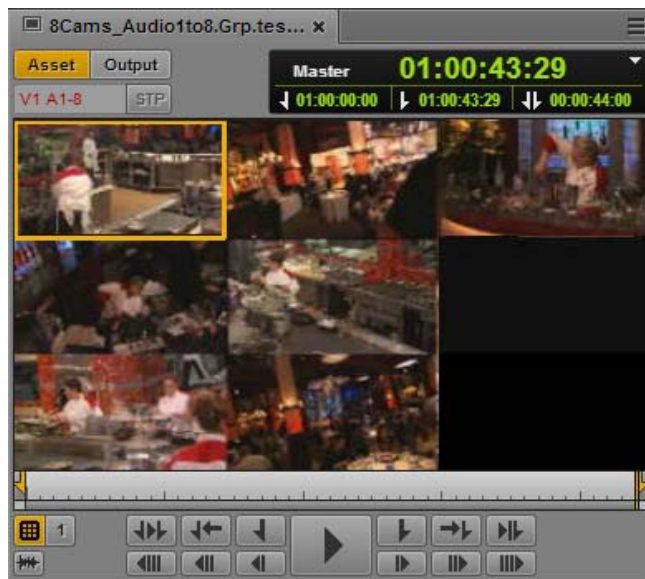 8Cams_Audio1to8.Grp.tes...
Asset Output
Master 01:00:43:29
V1 A1-8 STP
01:00:00:00 01:00:43:29 00:00:44:00
1